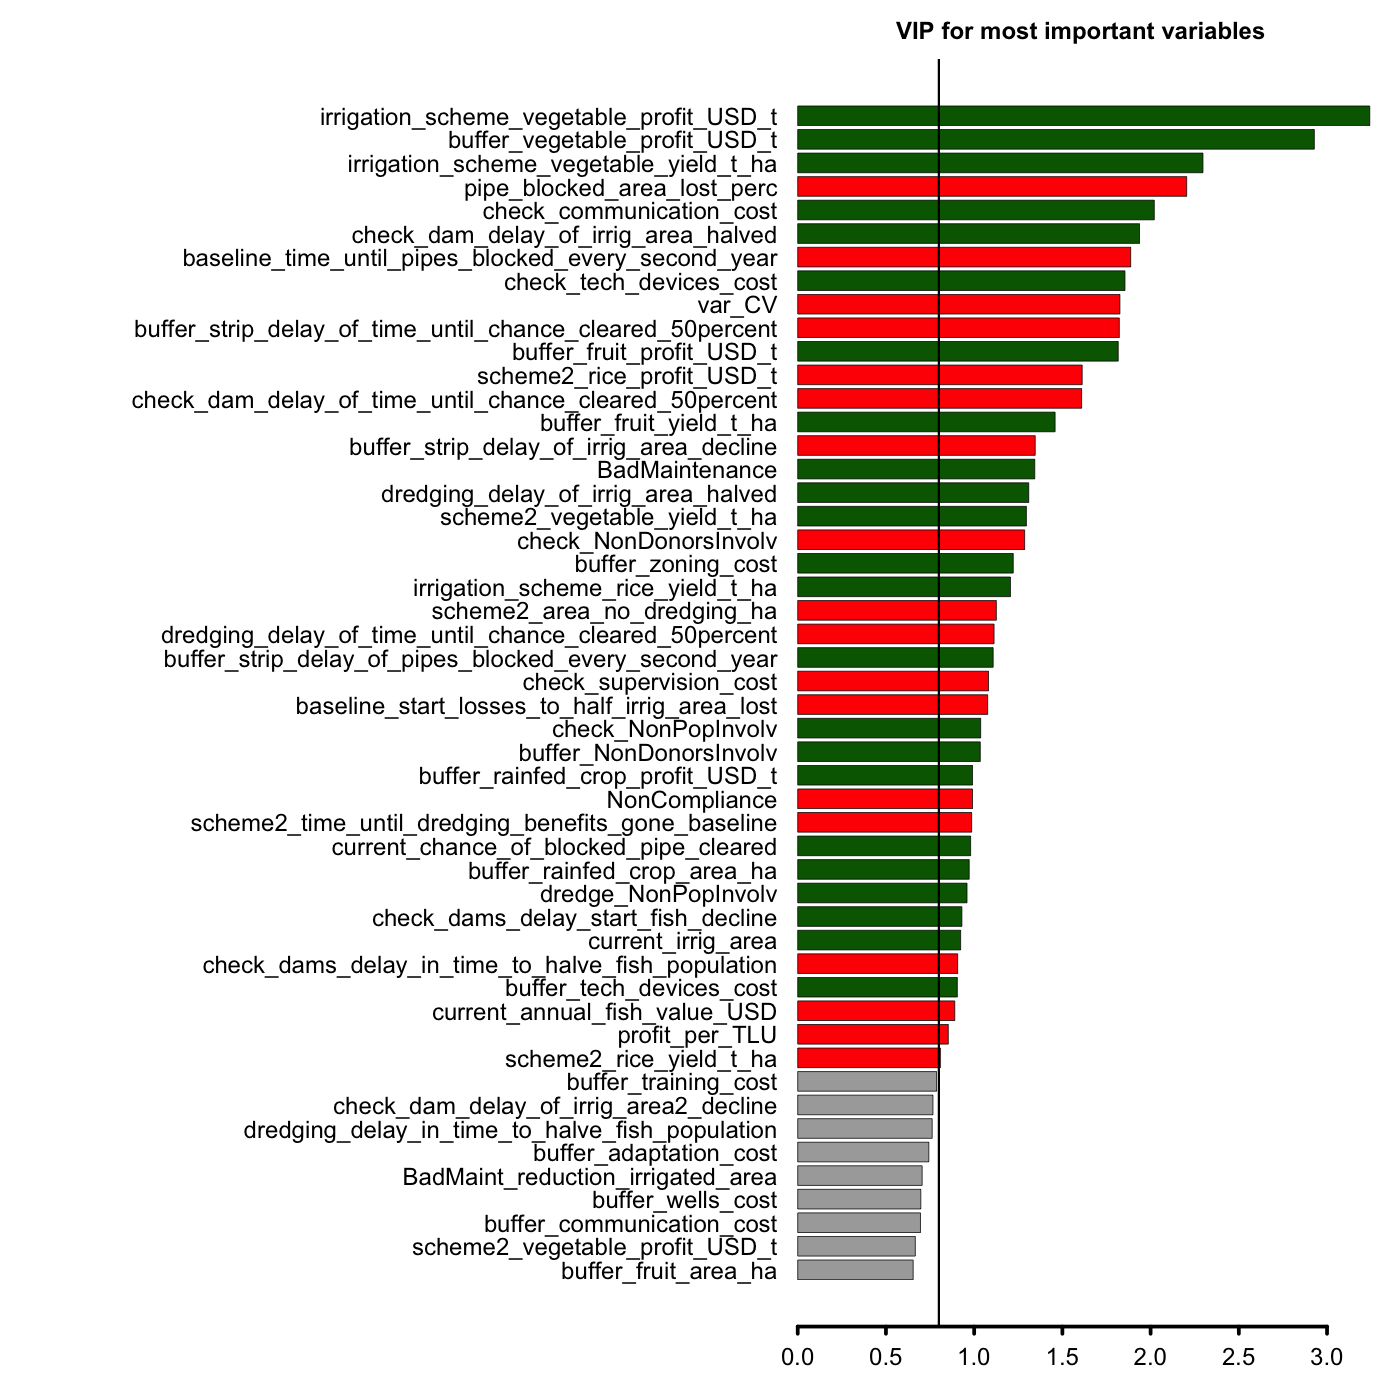 VIP for most important variables
irrigation_scheme_vegetable_profit_USD_t
buffer_vegetable_profit_USD_t
irrigation_scheme_vegetable_yield_t_ha
pipe_blocked_area_lost_perc
check_communication_cost
check_dam_delay_of_irrig_area_halved
baseline_time_until_pipes_blocked_every_second_year
check_tech_devices_cost
var_CV
buffer_strip_delay_of_time_until_chance_cleared_50percent
buffer_fruit_profit_USD_t
scheme2_rice_profit_USD_t
check_dam_delay_of_time_until_chance_cleared_50percent
buffer_fruit_yield_t_ha
buffer_strip_delay_of_irrig_area_decline
BadMaintenance
dredging_delay_of_irrig_area_halved
scheme2_vegetable_yield_t_ha
check_NonDonorsInvolv
buffer_zoning_cost
irrigation_scheme_rice_yield_t_ha
scheme2_area_no_dredging_ha
dredging_delay_of_time_until_chance_cleared_50percent
buffer_strip_delay_of_pipes_blocked_every_second_year
check_supervision_cost
baseline_start_losses_to_half_irrig_area_lost
check_NonPopInvolv
buffer_NonDonorsInvolv
buffer_rainfed_crop_profit_USD_t
NonCompliance
scheme2_time_until_dredging_benefits_gone_baseline
current_chance_of_blocked_pipe_cleared
buffer_rainfed_crop_area_ha
dredge_NonPopInvolv
check_dams_delay_start_fish_decline
current_irrig_area
check_dams_delay_in_time_to_halve_fish_population
buffer_tech_devices_cost
current_annual_fish_value_USD
profit_per_TLU
scheme2_rice_yield_t_ha
buffer_training_cost
check_dam_delay_of_irrig_area2_decline
dredging_delay_in_time_to_halve_fish_population
buffer_adaptation_cost
BadMaint_reduction_irrigated_area
buffer_wells_cost
buffer_communication_cost
scheme2_vegetable_profit_USD_t
buffer_fruit_area_ha
0.0 0.5 1.0 1.5 2.0 2.5 3.0